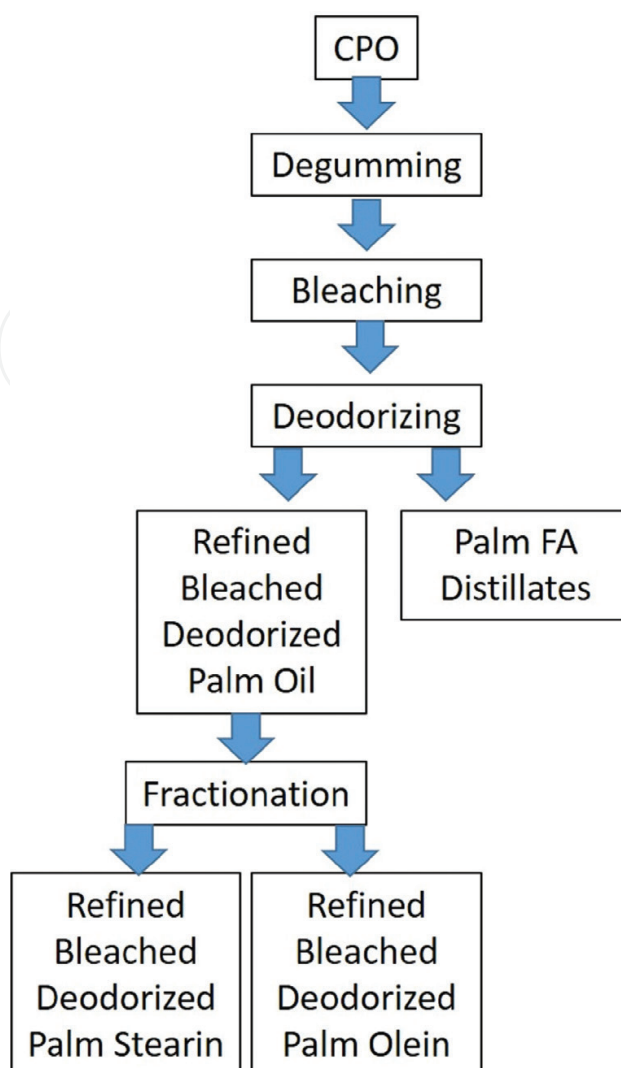 CPO
Degumming
Bleaching
Deodorizing
Refined
Bleached
Deodorized
Palm Oil
Palm FA
Distillates
Fractionation
Refined
Bleached
Deodorized
Palm Stearin
Refined
Bleached
Deodorized
Palm Olein